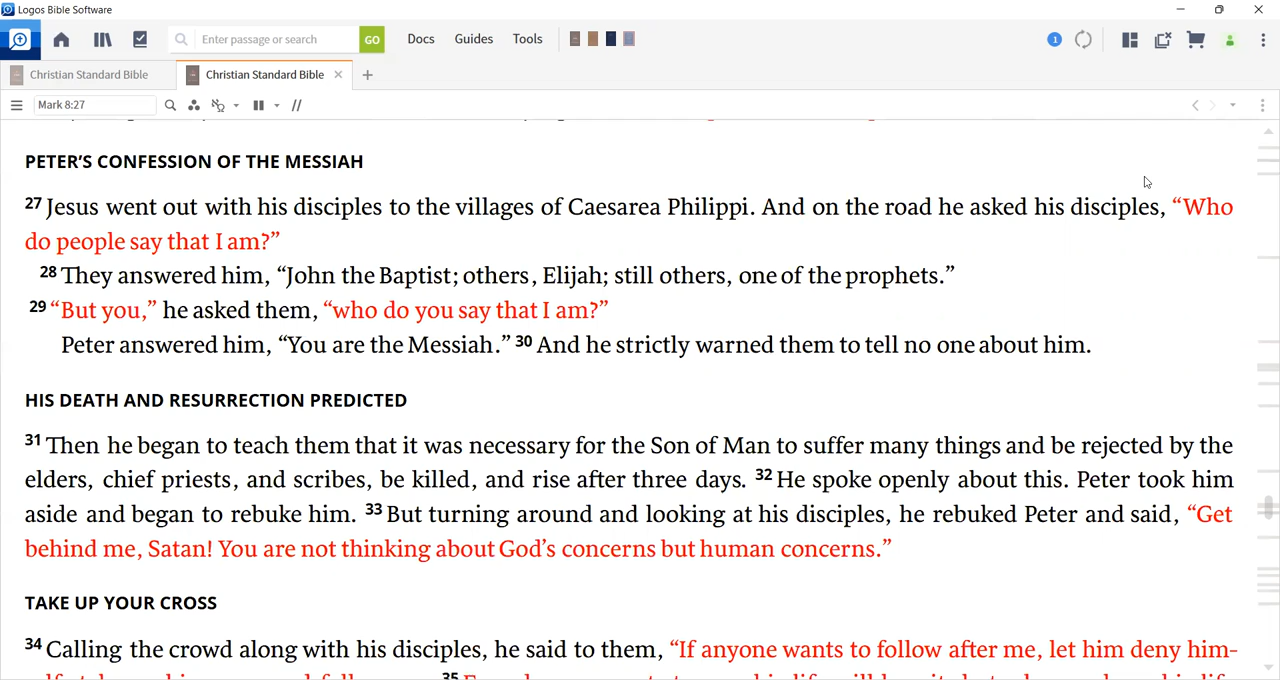 Logos Bible Software
Enter passage or search
GO
Docs
Guides
Tools
1
Christian Standard Bible
Christian Standard Bible
Mark 8:27
PETER’S CONFESSION OF THE MESSIAH
27 Jesus went out with his disciples to the villages of Caesarea Philippi. And on the road he asked his disciples, “Who
do people say that I am?”
28 They answered him, “John the Baptist; others, Elijah; still others, one of the prophets.”
29 “But you,” he asked them, “who do you say that I am?”
Peter answered him, “You are the Messiah.” 30 And he strictly warned them to tell no one about him.
HIS DEATH AND RESURRECTION PREDICTED
31 Then he began to teach them that it was necessary for the Son of Man to suffer many things and be rejected by the
elders, chief priests, and scribes, be killed, and rise after three days. 32 He spoke openly about this. Peter took him
aside and began to rebuke him. 33 But turning around and looking at his disciples, he rebuked Peter and said, “Get
behind me, Satan! You are not thinking about God’s concerns but human concerns.”
TAKE UP YOUR CROSS
34 Calling the crowd along with his disciples, he said to them, “If anyone wants to follow after me, let him deny him-
35